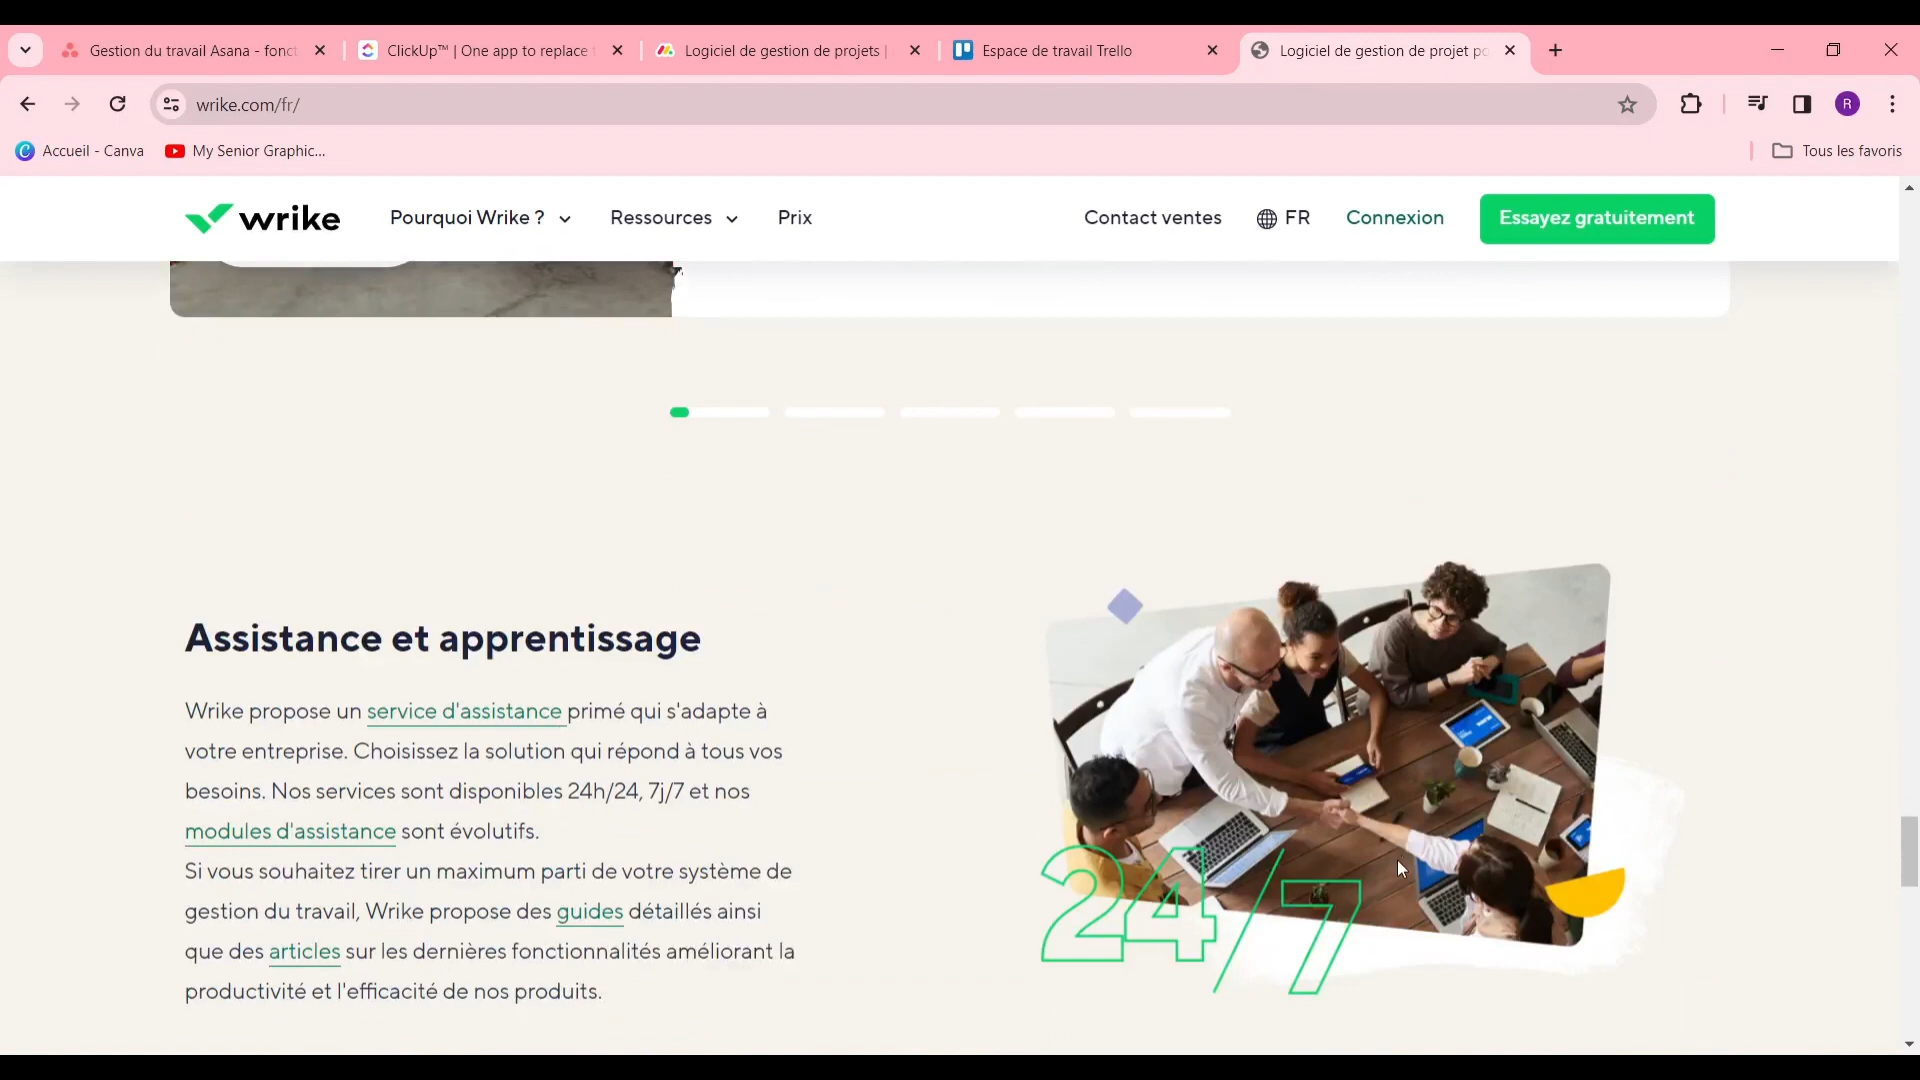 Gestion du travail Asana - fonct
ClickUp™ | One app to replace
Logiciel de gestion de projets |
Espace de travail Trello
Logiciel de gestion de projet po
wrike.com/fr/
R
Accueil - Canva
My Senior Graphic...
Tous les favoris
wrike
Pourquoi Wrike ?
Ressources
Prix
Contact ventes
FR
Connexion
Essayez gratuitement
Assistance et apprentissage
Wrike propose un service d'assistance primé qui s'adapte à
votre entreprise. Choisissez la solution qui répond à tous vos
besoins. Nos services sont disponibles 24h/24, 7j/7 et nos
modules d'assistance sont évolutifs.
Si vous souhaitez tirer un maximum parti de votre système de
gestion du travail, Wrike propose des guides détaillés ainsi
que des articles sur les dernières fonctionnalités améliorant la
productivité et l'efficacité de nos produits.
24/7